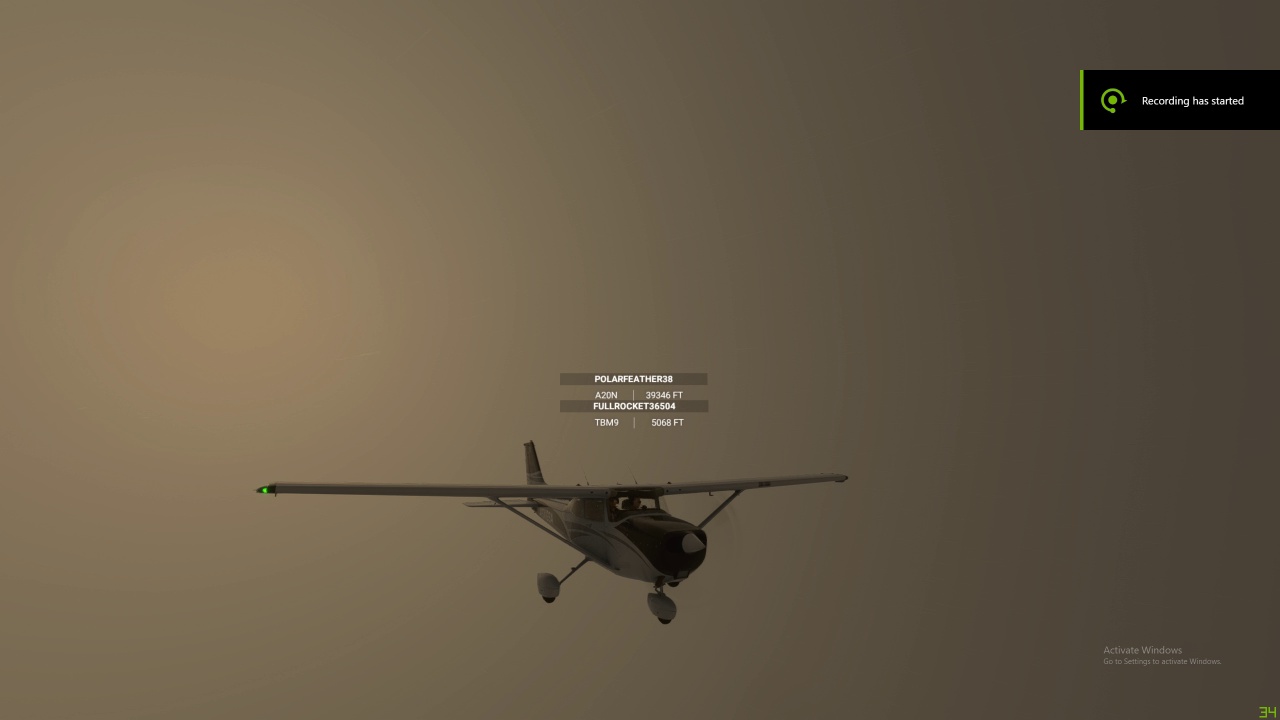 Recording has started
POLARFEATHER38
A20N | 39346 FT
FULLROCKET36504
TBM9 | 5068 FT
Activate Windows
Go to Settings to activate Windows.
34